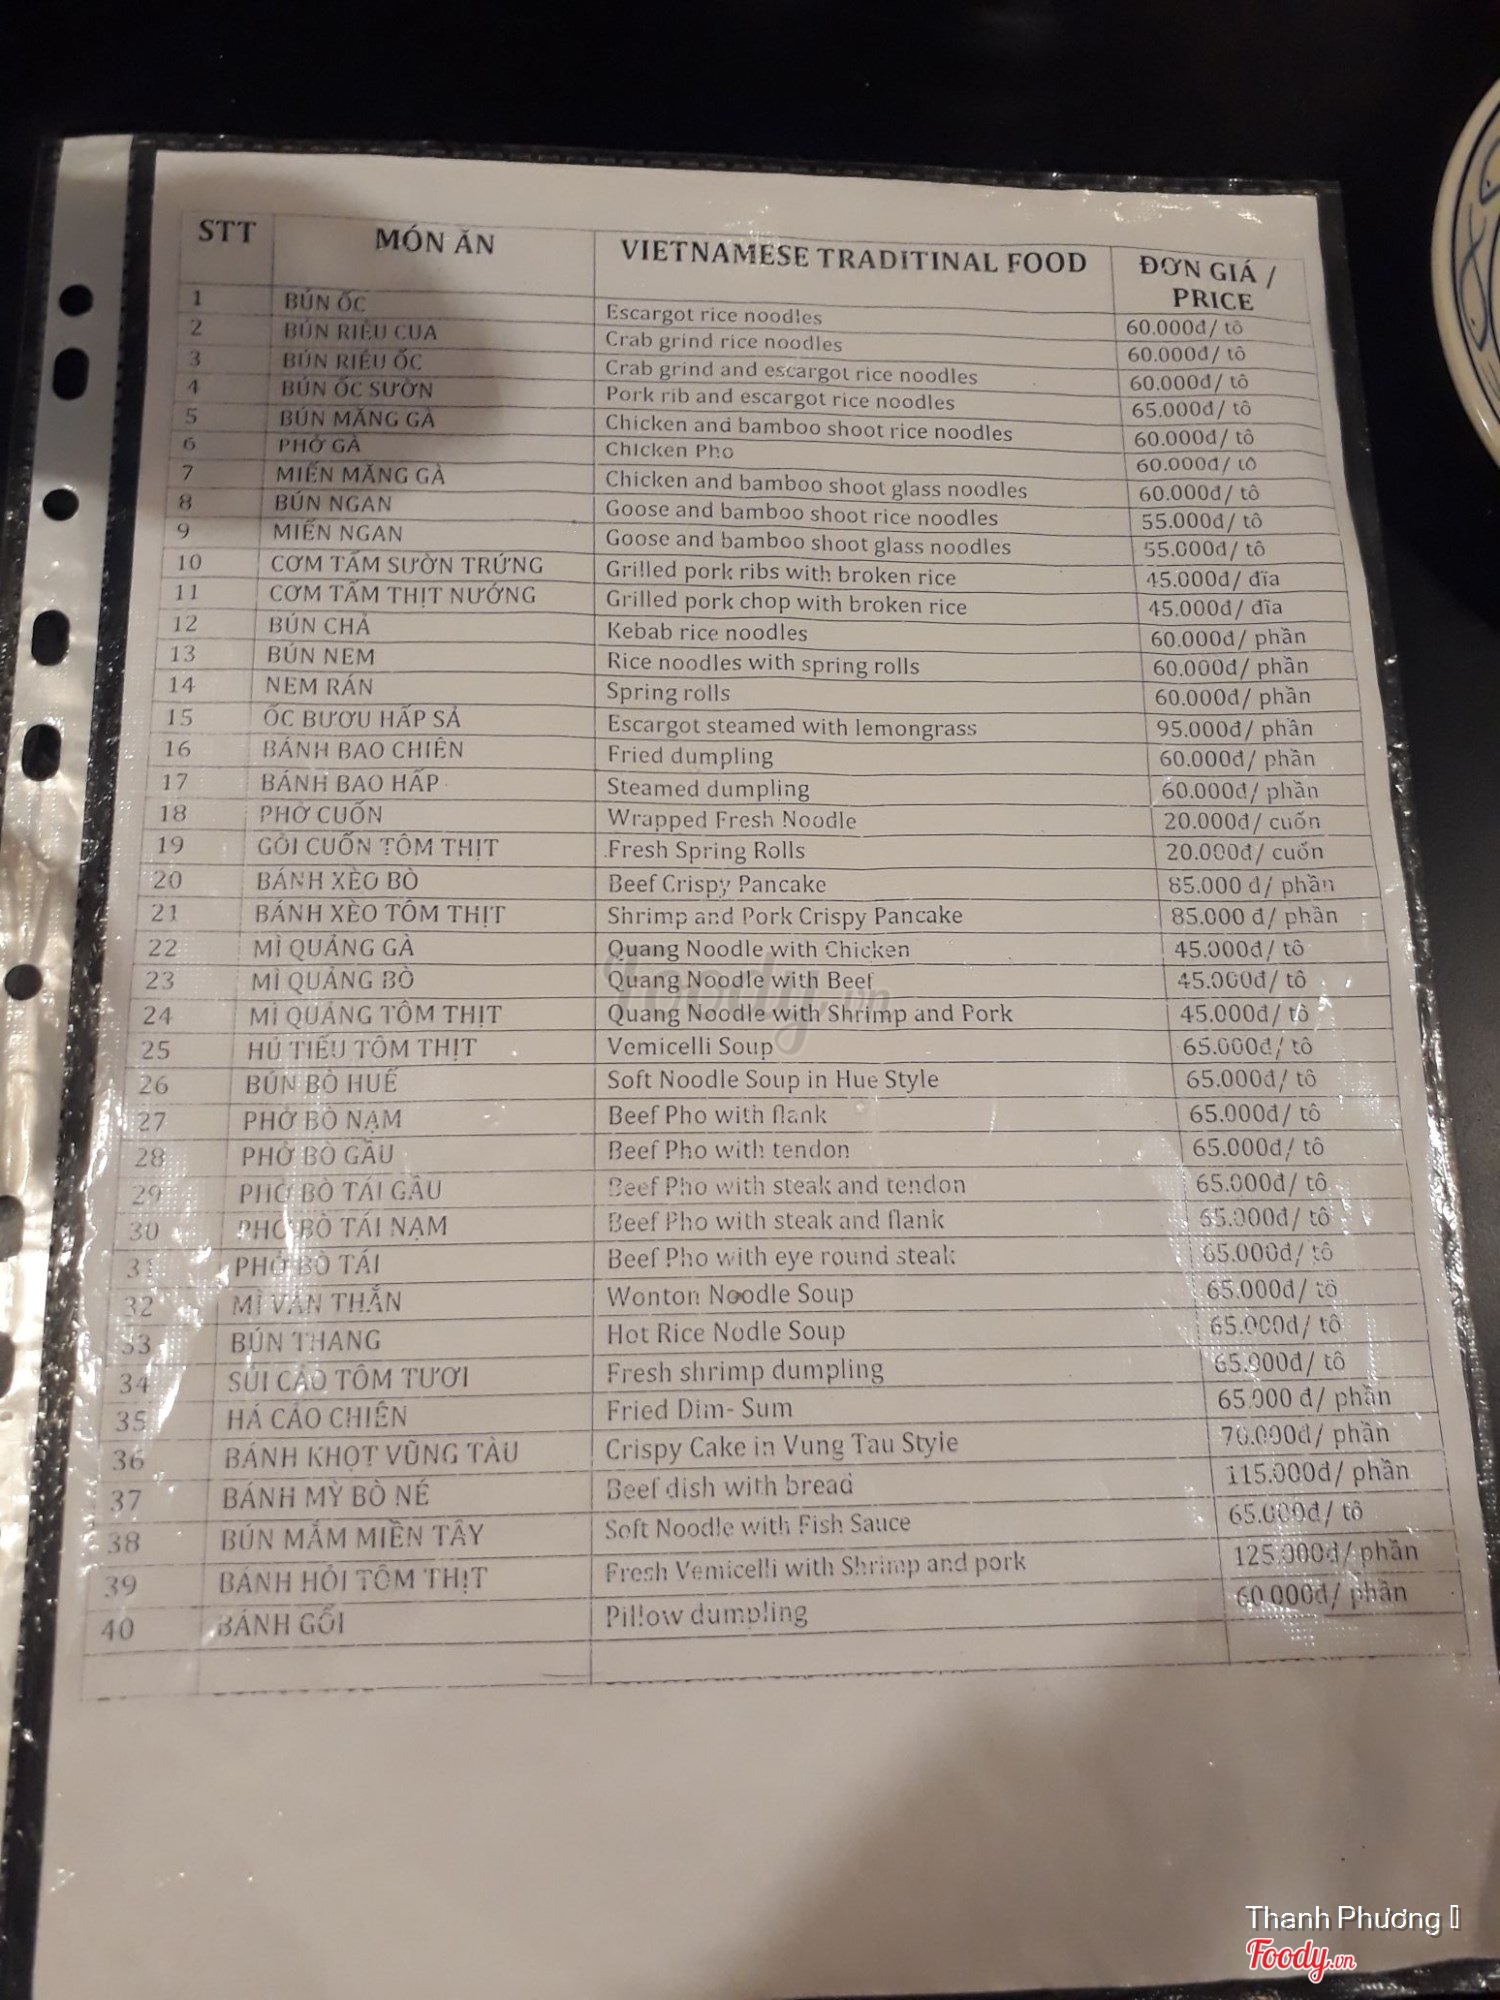 STT MÓN ĂN VIETNAMESE TRADITINAL FOOD ĐƠN GIÁ / PRICE
1 BÚN ỐC Escargot rice noodles 60.000đ/ tô
2 BÚN RIÊU CUA Crab grind rice noodles 60.000đ/ tô
3 BÚN RIÊU ỐC Crab grind and escargot rice noodles 60.000đ/ tô
4 BÚN ỐC SƯỜN Pork rib and escargot rice noodles 65.000đ/ tô
5 BÚN MĂNG GÀ Chicken and bamboo shoot rice noodles 60.000đ/ tô
6 PHỞ GÀ Chicken Pho 60.000đ/ tô
7 MIẾN MĂNG GÀ Chicken and bamboo shoot glass noodles 60.000đ/ tô
8 BÚN NGAN Goose and bamboo shoot rice noodles 55.000đ/ tô
9 MIẾN NGAN Goose and bamboo shoot glass noodles 55.000đ/ tô
10 CƠM TẤM SƯỜN TRỨNG Grilled pork ribs with broken rice 45.000đ/ đĩa
11 CƠM TẤM THỊT NƯỚNG Grilled pork chop with broken rice 45.000đ/ đĩa
12 BÚN CHẢ Kebab rice noodles 60.000đ/ phần
13 BÚN NEM Rice noodles with spring rolls 60.000đ/ phần
14 NEM RÁN Spring rolls 60.000đ/ phần
15 ỐC BƯƠU HẤP SẢ Escargot steamed with lemongrass 95.000đ/ phần
16 BÁNH BAO CHIÊN Fried dumpling 60.000đ/ phần
17 BÁNH BAO HẤP Steamed dumpling 60.000đ/ phần
18 PHỞ CUỐN Wrapped Fresh Noodle 20.000đ/ cuốn
19 GỎI CUỐN TÔM THỊT Fresh Spring Rolls 20.000đ/ cuốn
20 BÁNH XÈO BÒ Beef Crispy Pancake 85.000 đ/ phần
21 BÁNH XÈO TÔM THỊT Shrimp and Pork Crispy Pancake 85.000 đ/ phần
22 MÌ QUẢNG GÀ Quang Noodle with Chicken 45.000đ/ tô
23 MÌ QUẢNG BÒ Quang Noodle with Beef 45.000đ/ tô
24 MÌ QUẢNG TÔM THỊT Quang Noodle with Shrimp and Pork 45.000đ/ tô
25 HỦ TIẾU TÔM THỊT Vemicelli Soup 65.000đ/ tô
26 BÚN BÒ HUẾ Soft Noodle Soup in Hue Style 65.000đ/ tô
27 PHỞ BÒ NẠM Beef Pho with flank 65.000đ/ tô
28 PHỞ BÒ GẦU Beef Pho with tendon 65.000đ/ tô
29 PHỞ BÒ TÁI GẦU Beef Pho with steak and tendon 65.000đ/ tô
30 PHỞ BÒ TÁI NẠM Beef Pho with steak and flank 65.000đ/ tô
31 PHỞ BÒ TÁI Beef Pho with eye round steak 65.000đ/ tô
32 MÌ VẰN THẮN Wonton Noodle Soup 65.000đ/ tô
33 BÚN THANG Hot Rice Nodle Soup 65.000đ/ tô
34 SỦI CẢO TÔM TƯƠI Fresh shrimp dumpling 65.000đ/ tô
35 HÁ CẢO CHIÊN Fried Dim- Sum 65.000 đ/ phần
36 BÁNH KHỌT VŨNG TÀU Crispy Cake in Vung Tau Style 70.000đ/ phần
37 BÁNH MỲ BÒ NÉ Beef dish with bread 115.000đ/ phần
38 BÚN MẮM MIỀN TÂY Soft Noodle with Fish Sauce 65.000đ/ tô
39 BÁNH HỎI TÔM THỊT Fresh Vemicelli with Shrimp and pork 125.000đ/ phần
40 BÁNH GỐI Pillow dumpling 60.000đ/ phần
foody.vn
Thanh Phương
Foody.vn